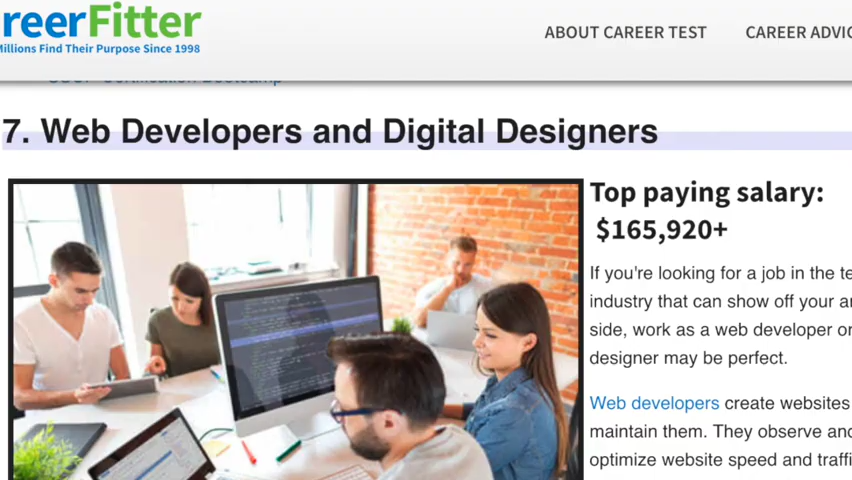 reerFitter
Millions Find Their Purpose Since 1998
ABOUT CAREER TEST
CAREER ADVIC
7. Web Developers and Digital Designers
Top paying salary:
$165,920+
If you're looking for a job in the te
industry that can show off your ar
side, work as a web developer or
designer may be perfect.
Web developers create websites
maintain them. They observe and
optimize website speed and traffi